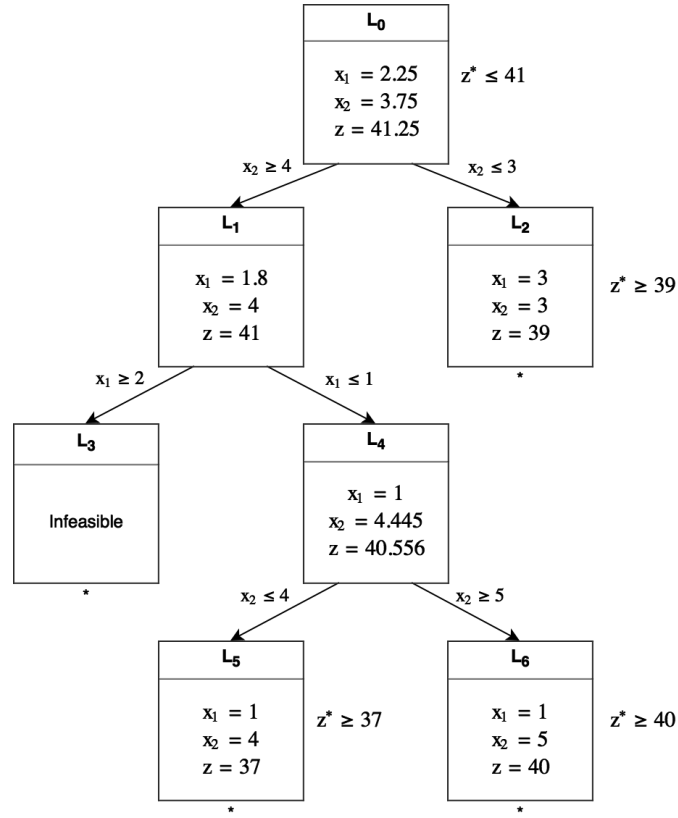 L₀
x₁ = 2.25
x₂ = 3.75
z = 41.25
z* ≤ 41
x₂ ≥ 4
x₂ ≤ 3
L₁
x₁ = 1.8
x₂ = 4
z = 41
L₂
x₁ = 3
x₂ = 3
z = 39
*
z* ≥ 39
x₁ ≥ 2
x₁ ≤ 1
L₃
Infeasible
*
L₄
x₁ = 1
x₂ = 4.445
z = 40.556
x₂ ≤ 4
x₂ ≥ 5
L₅
x₁ = 1
x₂ = 4
z = 37
*
z* ≥ 37
L₆
x₁ = 1
x₂ = 5
z = 40
*
z* ≥ 40